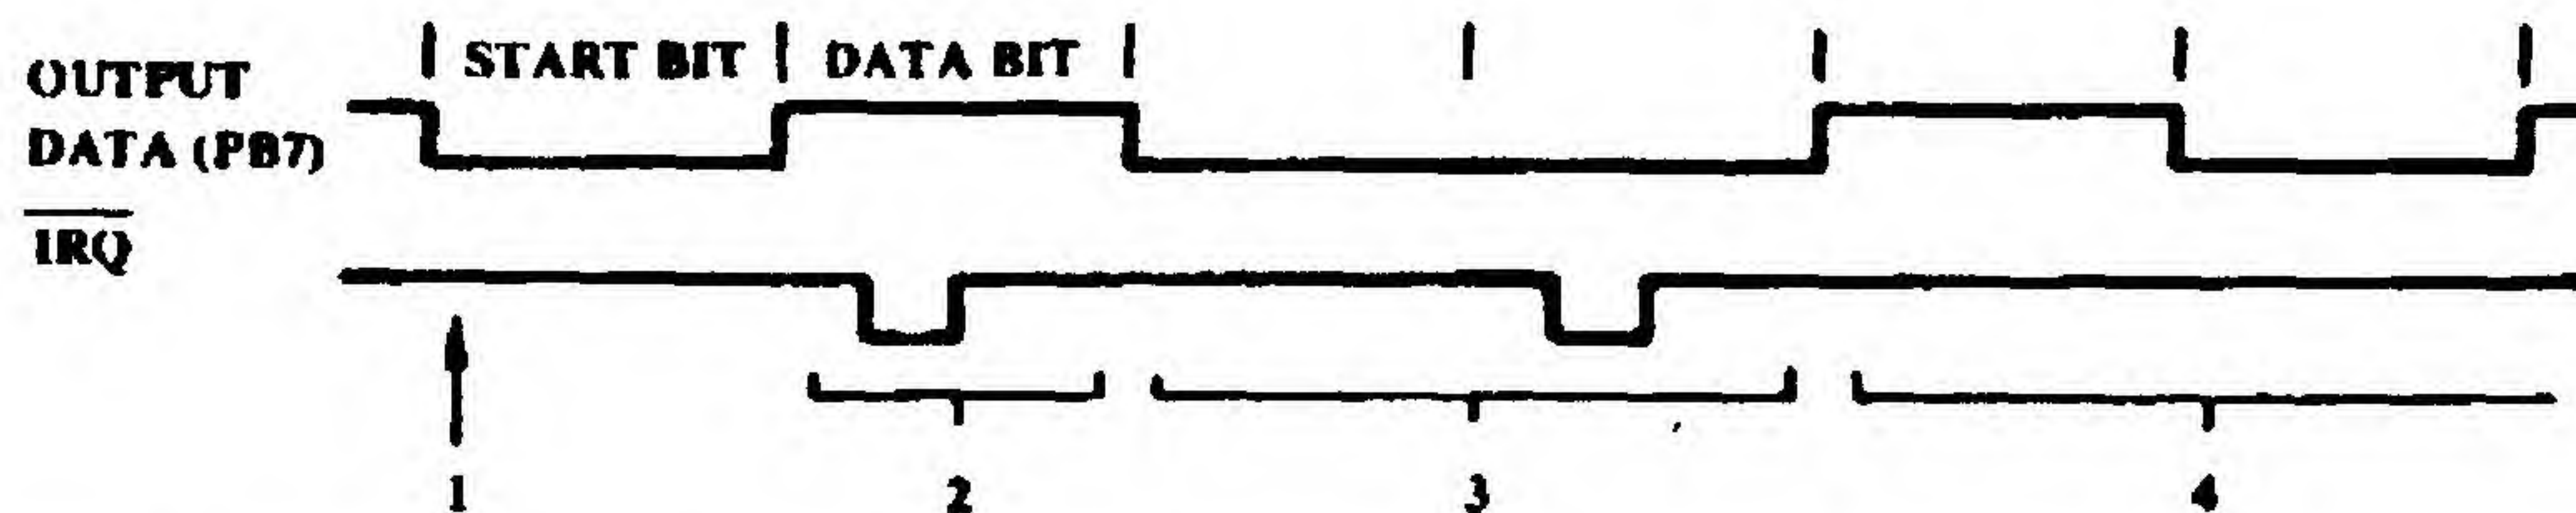 START BIT DATA BIT
OUTPUT
DATA (PB7)
IRQ
1 2 3 4